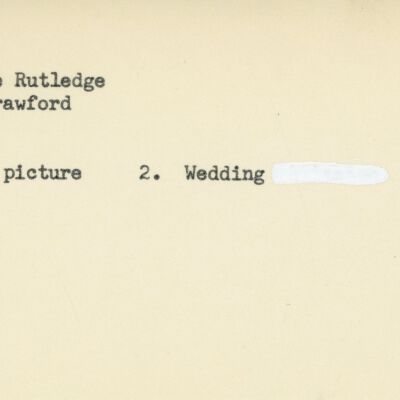 e Rutledge
rawford
picture 2. Wedding